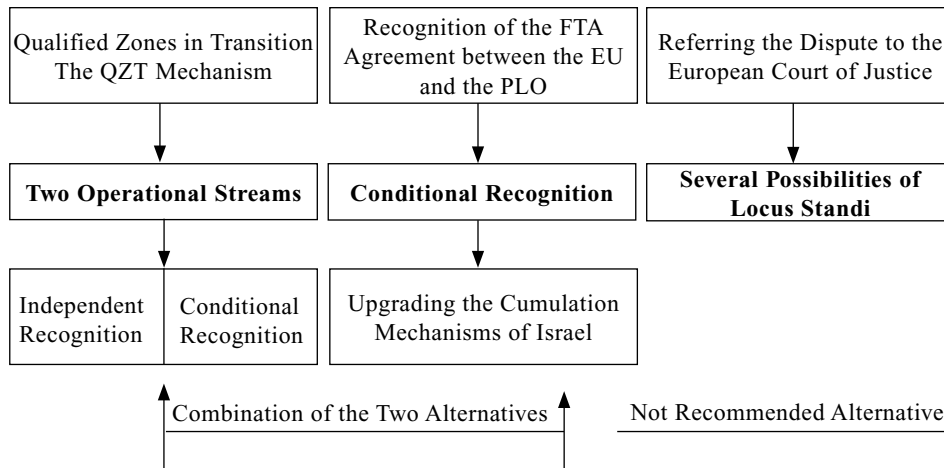 Qualified Zones in Transition
The QZT Mechanism
Recognition of the FTA
Agreement between the EU
and the PLO
Referring the Dispute to the
European Court of Justice
Two Operational Streams
Conditional Recognition
Several Possibilities of
Locus Standi
Independent
Recognition
Conditional
Recognition
Upgrading the Cumulation
Mechanisms of Israel
Combination of the Two Alternatives
Not Recommended Alternative